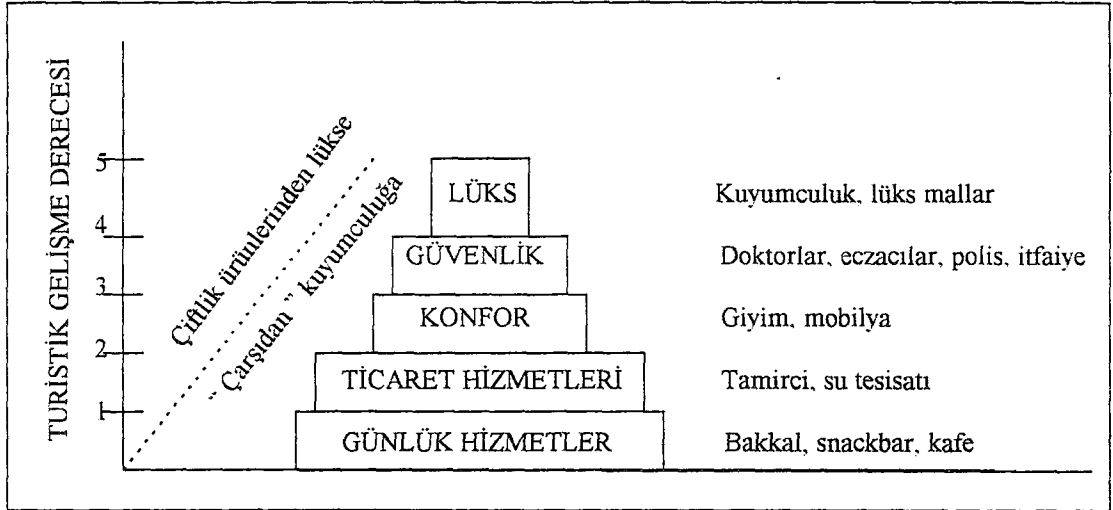 TURİSTİK GELİŞME DERECESİ
Çiftlik ürünlerinden lükse
"Çarşıdan" kuyumculuğa
5
LÜKS
Kuyumculuk, lüks mallar
4
GÜVENLİK
Doktorlar, eczacılar, polis, itfaiye
3
KONFOR
Giyim, mobilya
2
TİCARET HİZMETLERİ
Tamirci, su tesisatı
1
GÜNLÜK HİZMETLER
Bakkal, snackbar, kafe